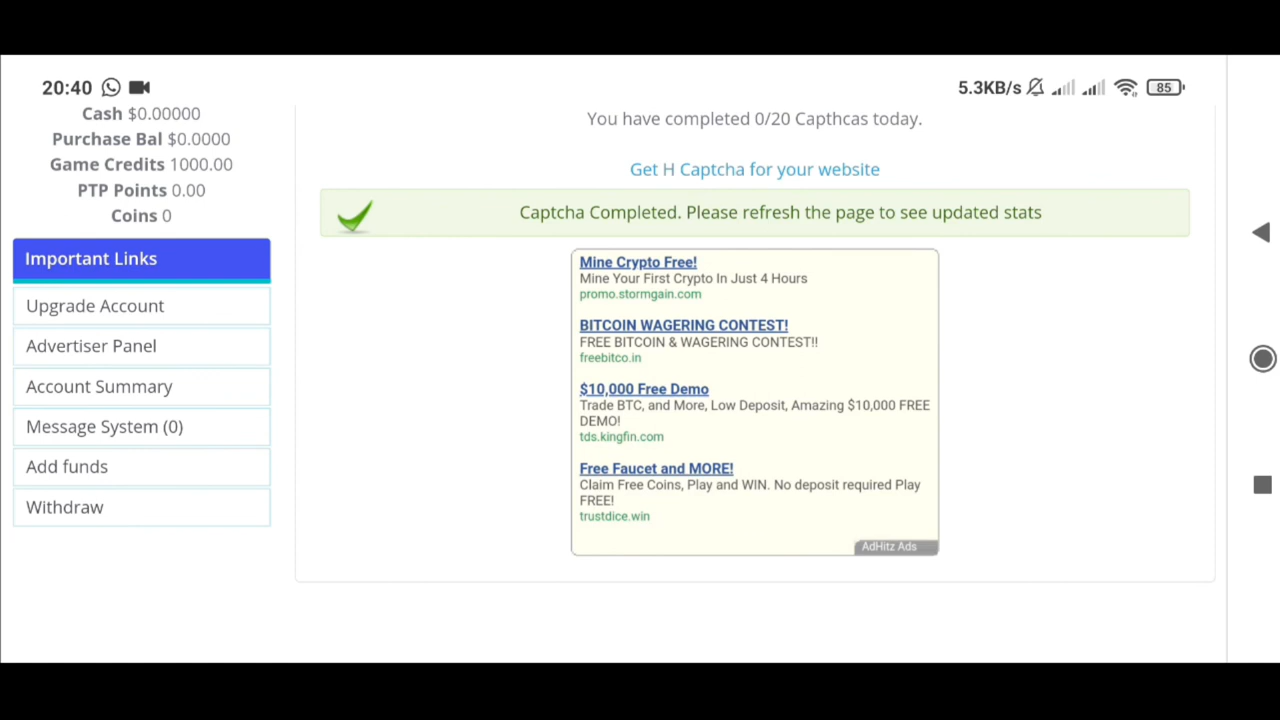 20:40
5.3KB/s
85
Cash $0.00000
Purchase Bal $0.0000
Game Credits 1000.00
PTP Points 0.00
Coins 0
Important Links
Upgrade Account
Advertiser Panel
Account Summary
Message System (0)
Add funds
Withdraw
You have completed 0/20 Capthcas today.
Get H Captcha for your website
Captcha Completed. Please refresh the page to see updated stats
Mine Crypto Free!
Mine Your First Crypto In Just 4 Hours
promo.stormgain.com
BITCOIN WAGERING CONTEST!
FREE BITCOIN & WAGERING CONTEST!!
freebitco.in
$10,000 Free Demo
Trade BTC, and More, Low Deposit, Amazing $10,000 FREE
DEMO!
tds.kingfin.com
Free Faucet and MORE!
Claim Free Coins, Play and WIN. No deposit required Play
FREE!
trustdice.win
AdHitz Ads